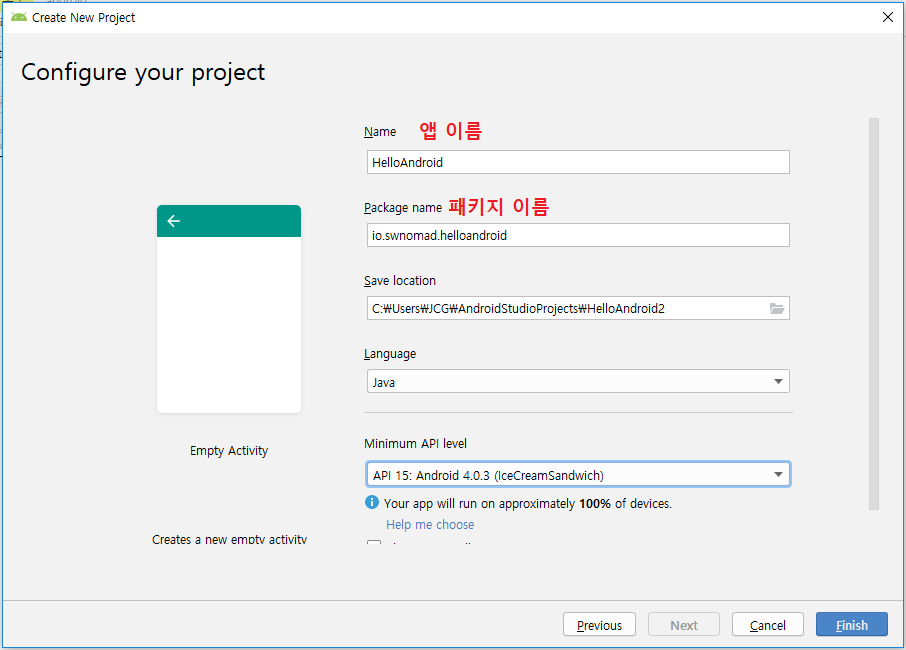 Create New Project
Configure your project
Name 앱 이름
HelloAndroid
Package name 패키지 이름
io.swnomad.helloandroid
Save location
C:₩Users₩JCG₩AndroidStudioProjects₩HelloAndroid2
Language
Java
Empty Activity
Minimum API level
API 15: Android 4.0.3 (IceCreamSandwich)
Your app will run on approximately 100% of devices.
Help me choose
Creates a new empty activity
Previous
Next
Cancel
Finish